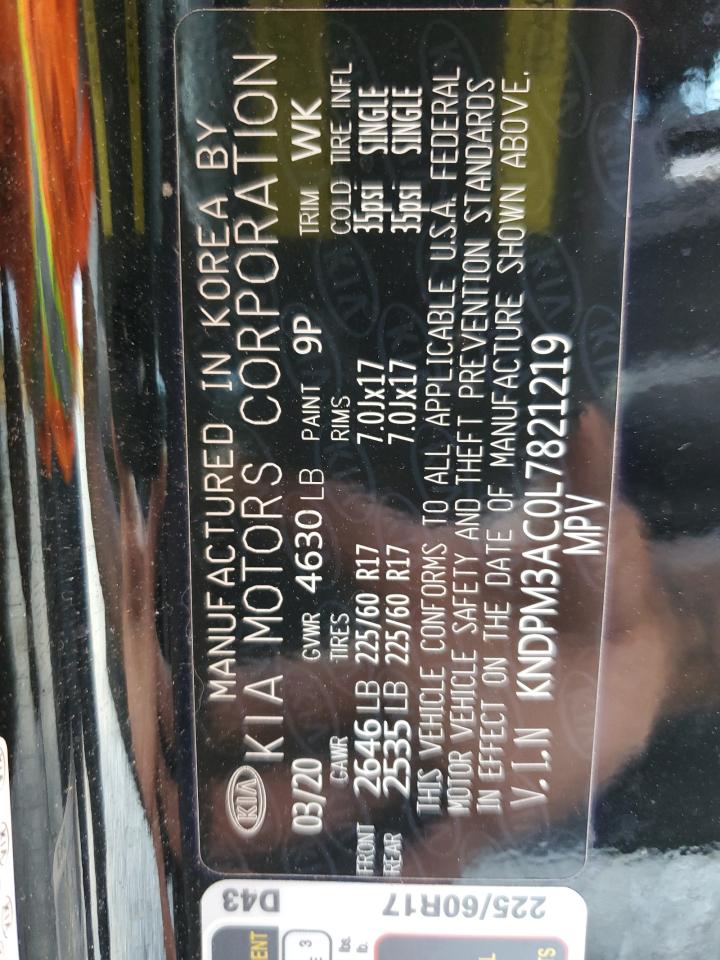 KIA
MANUFACTURED IN KOREA BY
KIA MOTORS CORPORATION
03/20 GVWR 4630 LB PAINT 9P TRIM WK
GAWR TIRES RIMS COLD TIRE INFL
FRONT 2646 LB 225/60 R17 7.0Jx17 35psi SINGLE
REAR 2535 LB 225/60 R17 7.0Jx17 35psi SINGLE
THIS VEHICLE CONFORMS TO ALL APPLICABLE U.S.A. FEDERAL
MOTOR VEHICLE SAFETY AND THEFT PREVENTION STANDARDS
IN EFFECT ON THE DATE OF MANUFACTURE SHOWN ABOVE.
V.I.N KNDPM3AC0L7821219
MPV
D43
225/60R17
3
lbs.